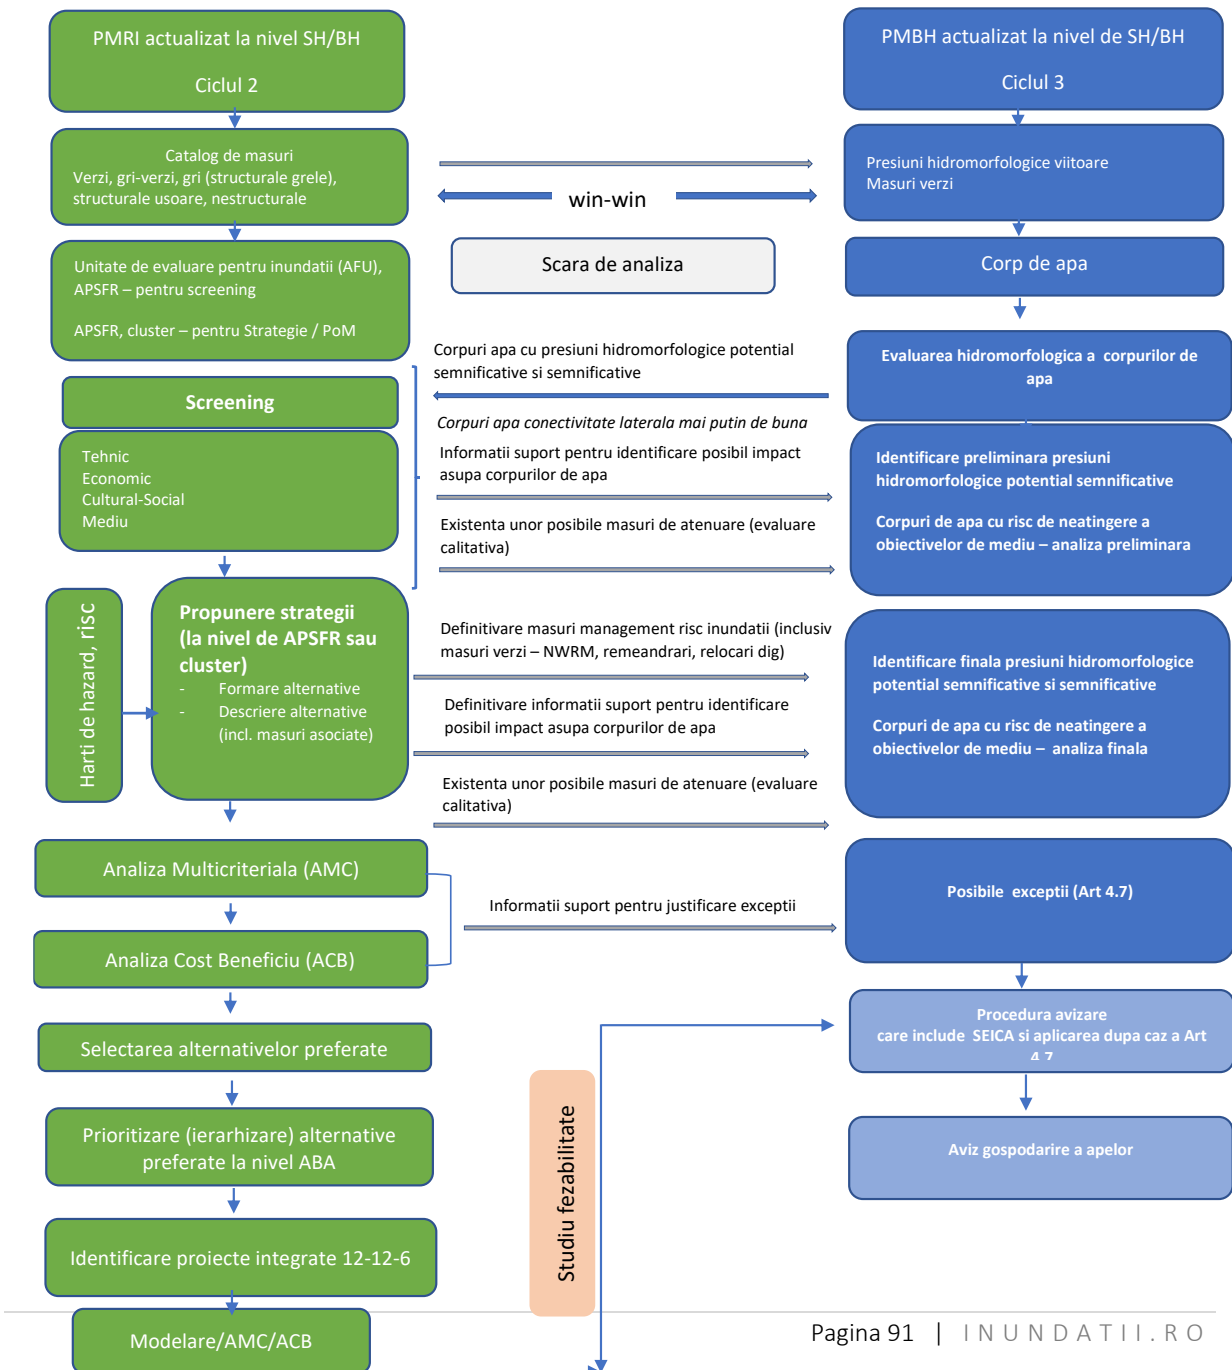 PMRI actualizat la nivel SH/BH
Ciclul 2
PMBH actualizat la nivel de SH/BH
Ciclul 3
Catalog de masuri
Verzi, gri-verzi, gri (structurale grele),
structurale usoare, nestructurale
win-win
Presiuni hidromorfologice viitoare
Masuri verzi
Unitate de evaluare pentru inundatii (AFU),
APSFR – pentru screening
APSFR, cluster – pentru Strategie / PoM
Scara de analiza
Corp de apa
Corpuri apa cu presiuni hidromorfologice potential
semnificative si semnificative
Evaluarea hidromorfologica a corpurilor de
apa
Screening
Corpuri apa conectivitate laterala mai putin de buna
Tehnic
Economic
Cultural-Social
Mediu
Informatii suport pentru identificare posibil impact
asupa corpurilor de apa
Existenta unor posibile masuri de atenuare (evaluare
calitativa)
Identificare preliminara presiuni
hidromorfologice potential semnificative
Corpuri de apa cu risc de neatingere a
obiectivelor de mediu – analiza preliminara
Harti de hazard, risc
Propunere strategii
(la nivel de APSFR sau
cluster)
- Formare alternative
- Descriere alternative
(incl. masuri asociate)
Definitivare masuri management risc inundatii (inclusiv
masuri verzi – NWRM, remeandrari, relocari dig)
Definitivare informatii suport pentru identificare
posibil impact asupa corpurilor de apa
Existenta unor posibile masuri de atenuare (evaluare
calitativa)
Identificare finala presiuni hidromorfologice
potential semnificative si semnificative
Corpuri de apa cu risc de neatingere a
obiectivelor de mediu – analiza finala
Analiza Multicriteriala (AMC)
Informatii suport pentru justificare exceptii
Posibile exceptii (Art 4.7)
Analiza Cost Beneficiu (ACB)
Selectarea alternativelor preferate
Procedura avizare
care include SEICA si aplicarea dupa caz a Art
4.7
Prioritizare (ierarhizare) alternative
preferate la nivel ABA
Studiu fezabilitate
Aviz gospodarire a apelor
Identificare proiecte integrate 12-12-6
Modelare/AMC/ACB
Pagina 91 | INUNDATII.RO